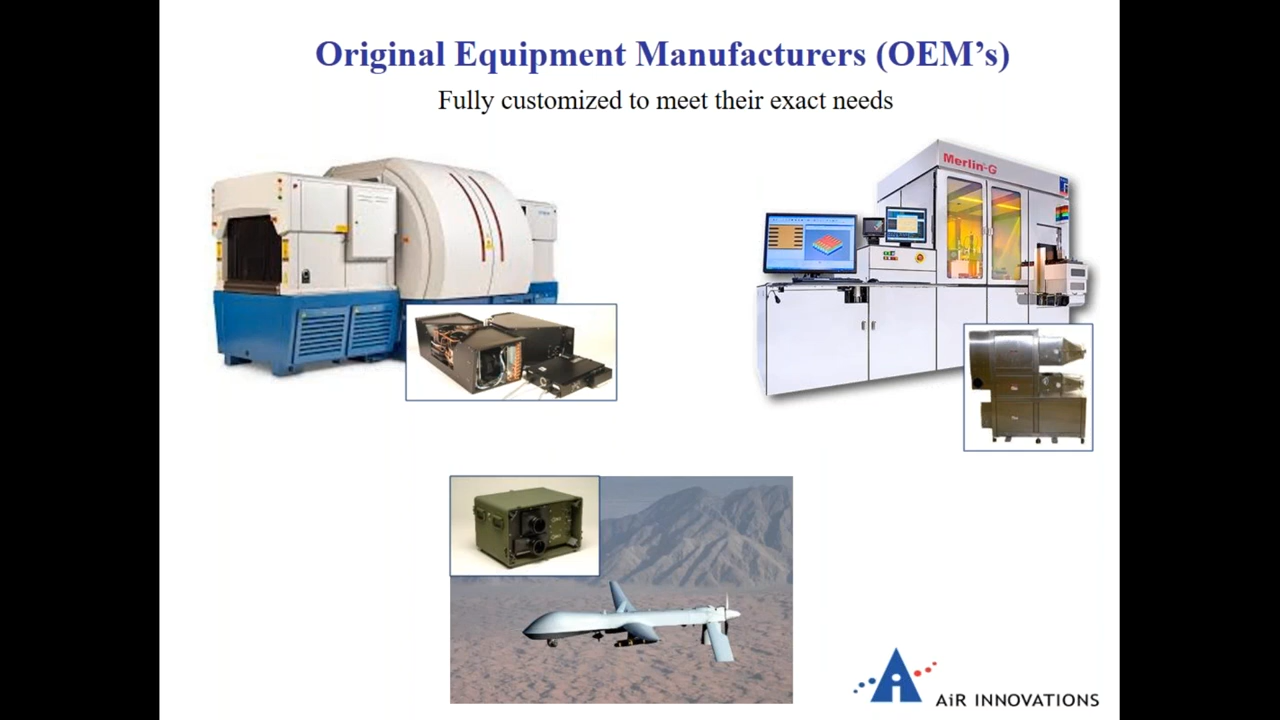 Original Equipment Manufacturers (OEM’s)
Fully customized to meet their exact needs
Merlin-G
AiR INNOVATIONS